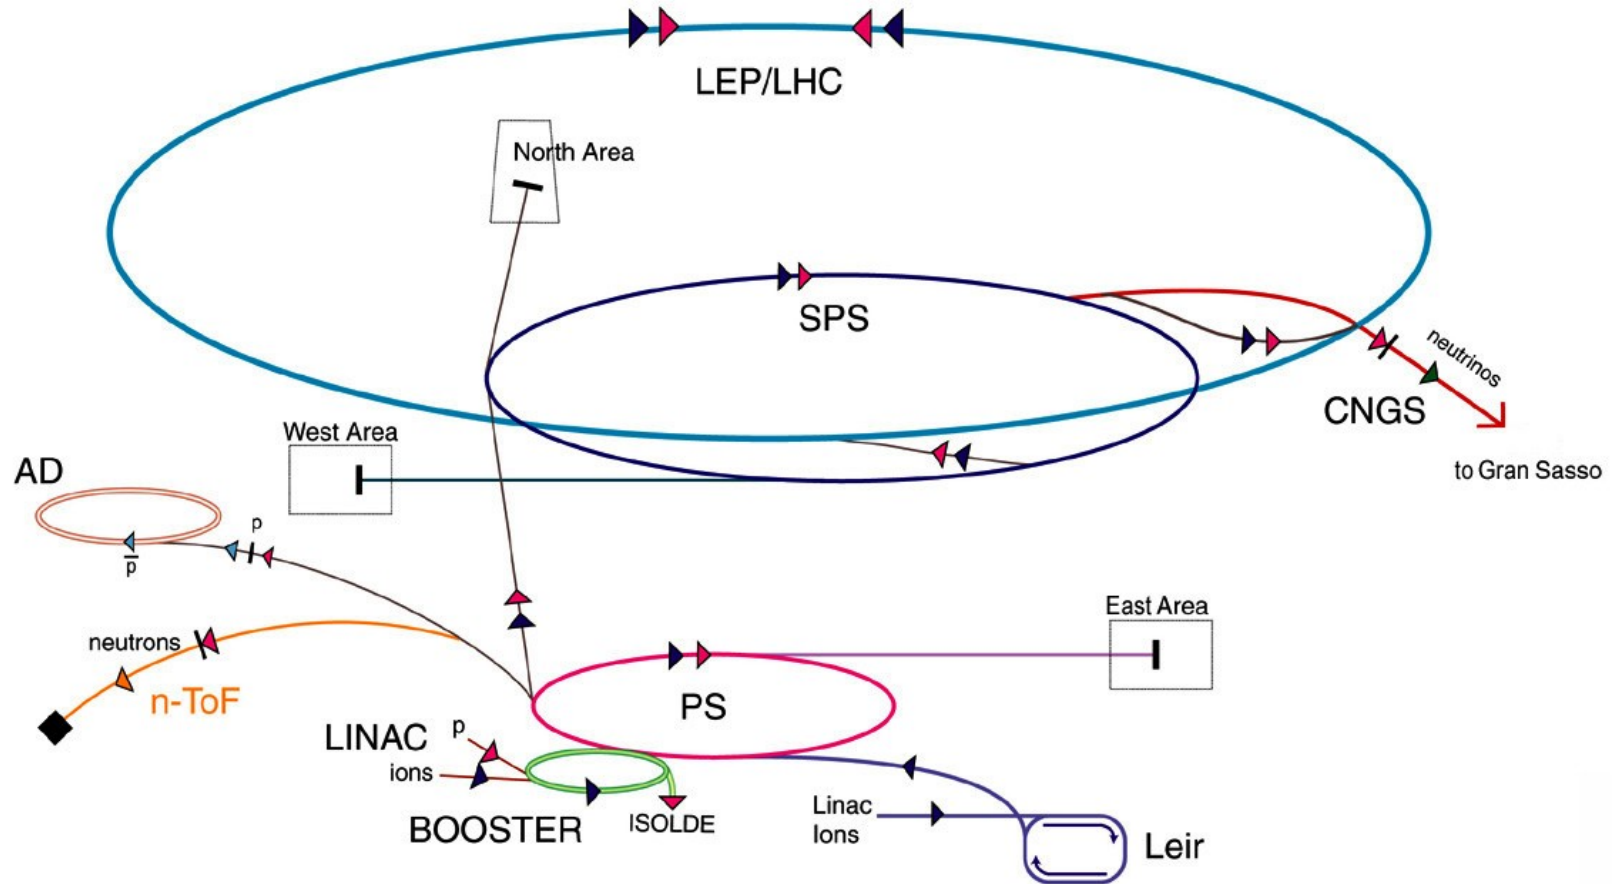 LEP/LHC
North Area
SPS
neutrinos
CNGS
to Gran Sasso
West Area
AD
p
p
neutrons
n-ToF
East Area
PS
LINAC
p
ions
BOOSTER
ISOLDE
Linac
Ions
Leir